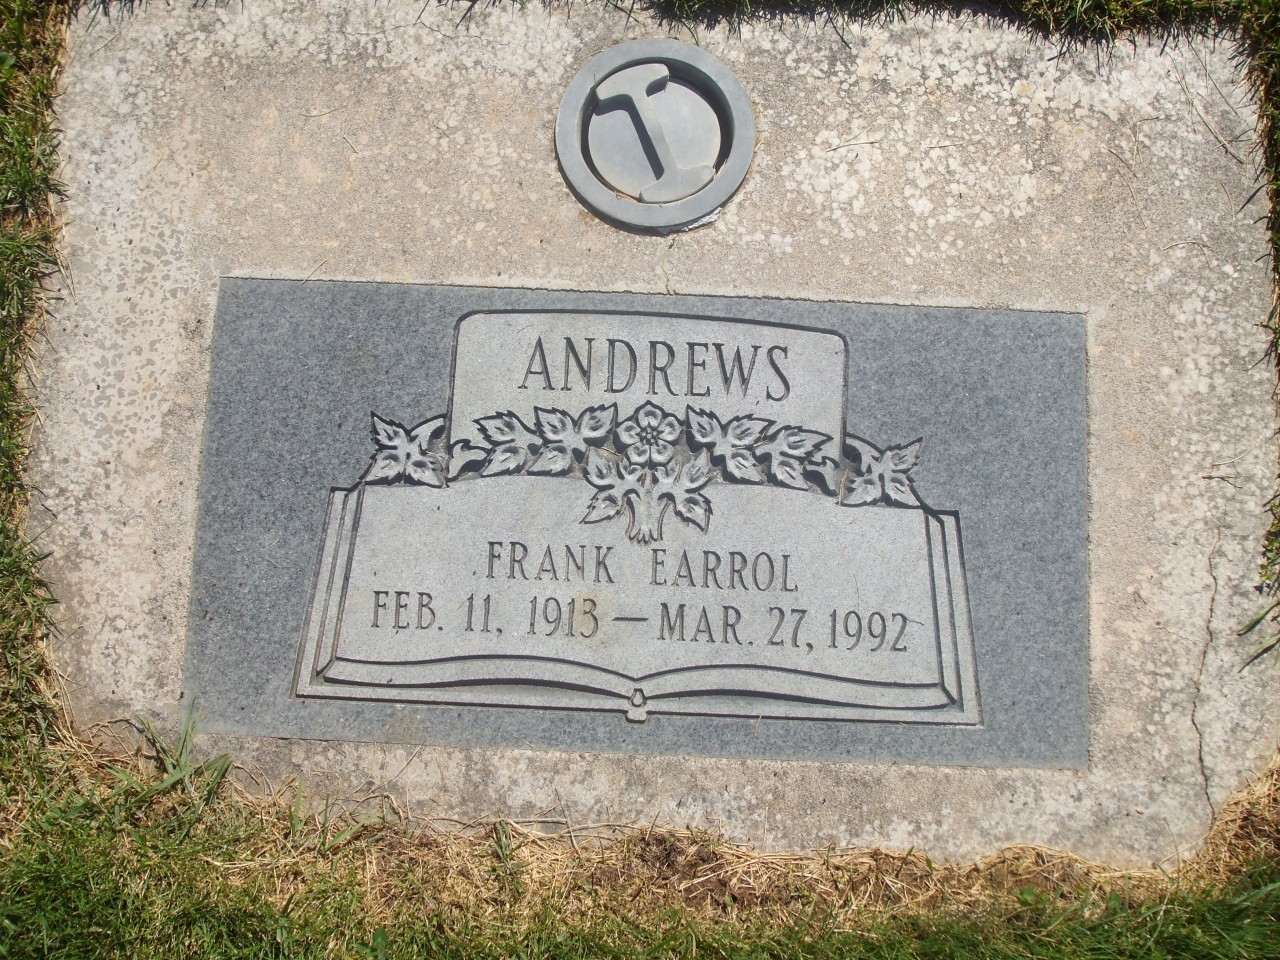 ANDREWS
FRANK EARROL
FEB. 11, 1913 — MAR. 27, 1992